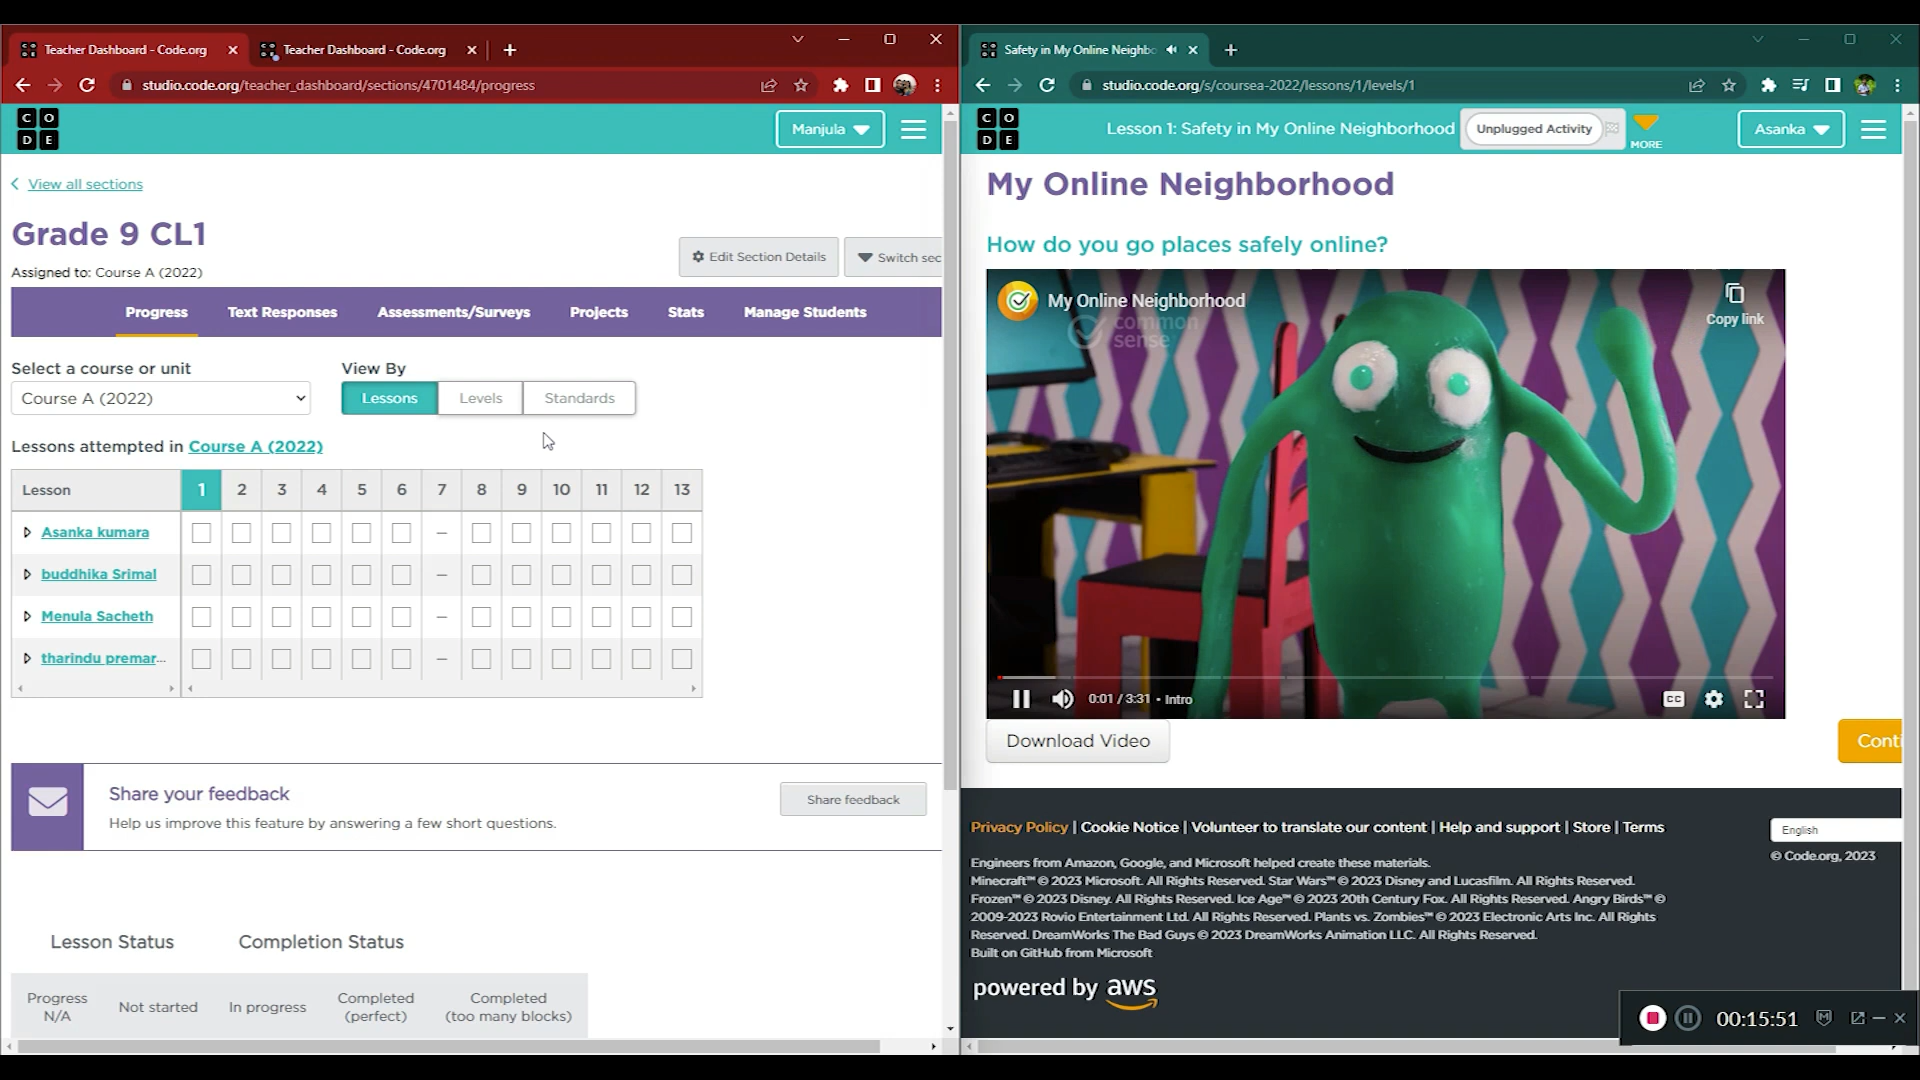 Teacher Dashboard - Code.org
Teacher Dashboard - Code.org
studio.code.org/teacher_dashboard/sections/4701484/progress
C O
D E
Manjula
View all sections
Grade 9 CL1
Edit Section Details
Switch sec
Assigned to: Course A (2022)
Progress
Text Responses
Assessments/Surveys
Projects
Stats
Manage Students
Select a course or unit
View By
Course A (2022)
Lessons
Levels
Standards
Lessons attempted in Course A (2022)
Lesson 1 2 3 4 5 6 7 8 9 10 11 12 13
Asanka kumara
buddhika Srimal
Menula Sacheth
tharindu premar...
Share your feedback
Help us improve this feature by answering a few short questions.
Share feedback
Lesson Status
Completion Status
Progress N/A
Not started
In progress
Completed (perfect)
Completed (too many blocks)
Safety in My Online Neighbo
studio.code.org/s/coursea-2022/lessons/1/levels/1
C O
D E
Lesson 1: Safety in My Online Neighborhood
Unplugged Activity
MORE
Asanka
My Online Neighborhood
How do you go places safely online?
My Online Neighborhood
Copy link
common
sense
0:01 / 3:31 • Intro
CC
Download Video
Conti
Privacy Policy | Cookie Notice | Volunteer to translate our content | Help and support | Store | Terms
English
© Code.org, 2023
Engineers from Amazon, Google, and Microsoft helped create these materials.
Minecraft™ © 2023 Microsoft. All Rights Reserved. Star Wars™ © 2023 Disney and Lucasfilm. All Rights Reserved.
Frozen™ © 2023 Disney. All Rights Reserved. Ice Age™ © 2023 20th Century Fox. All Rights Reserved. Angry Birds™ ©
2009-2023 Rovio Entertainment Ltd. All Rights Reserved. Plants vs. Zombies™ © 2023 Electronic Arts Inc. All Rights
Reserved. DreamWorks The Bad Guys © 2023 DreamWorks Animation LLC. All Rights Reserved.
Built on GitHub from Microsoft
powered by aws
00:15:51